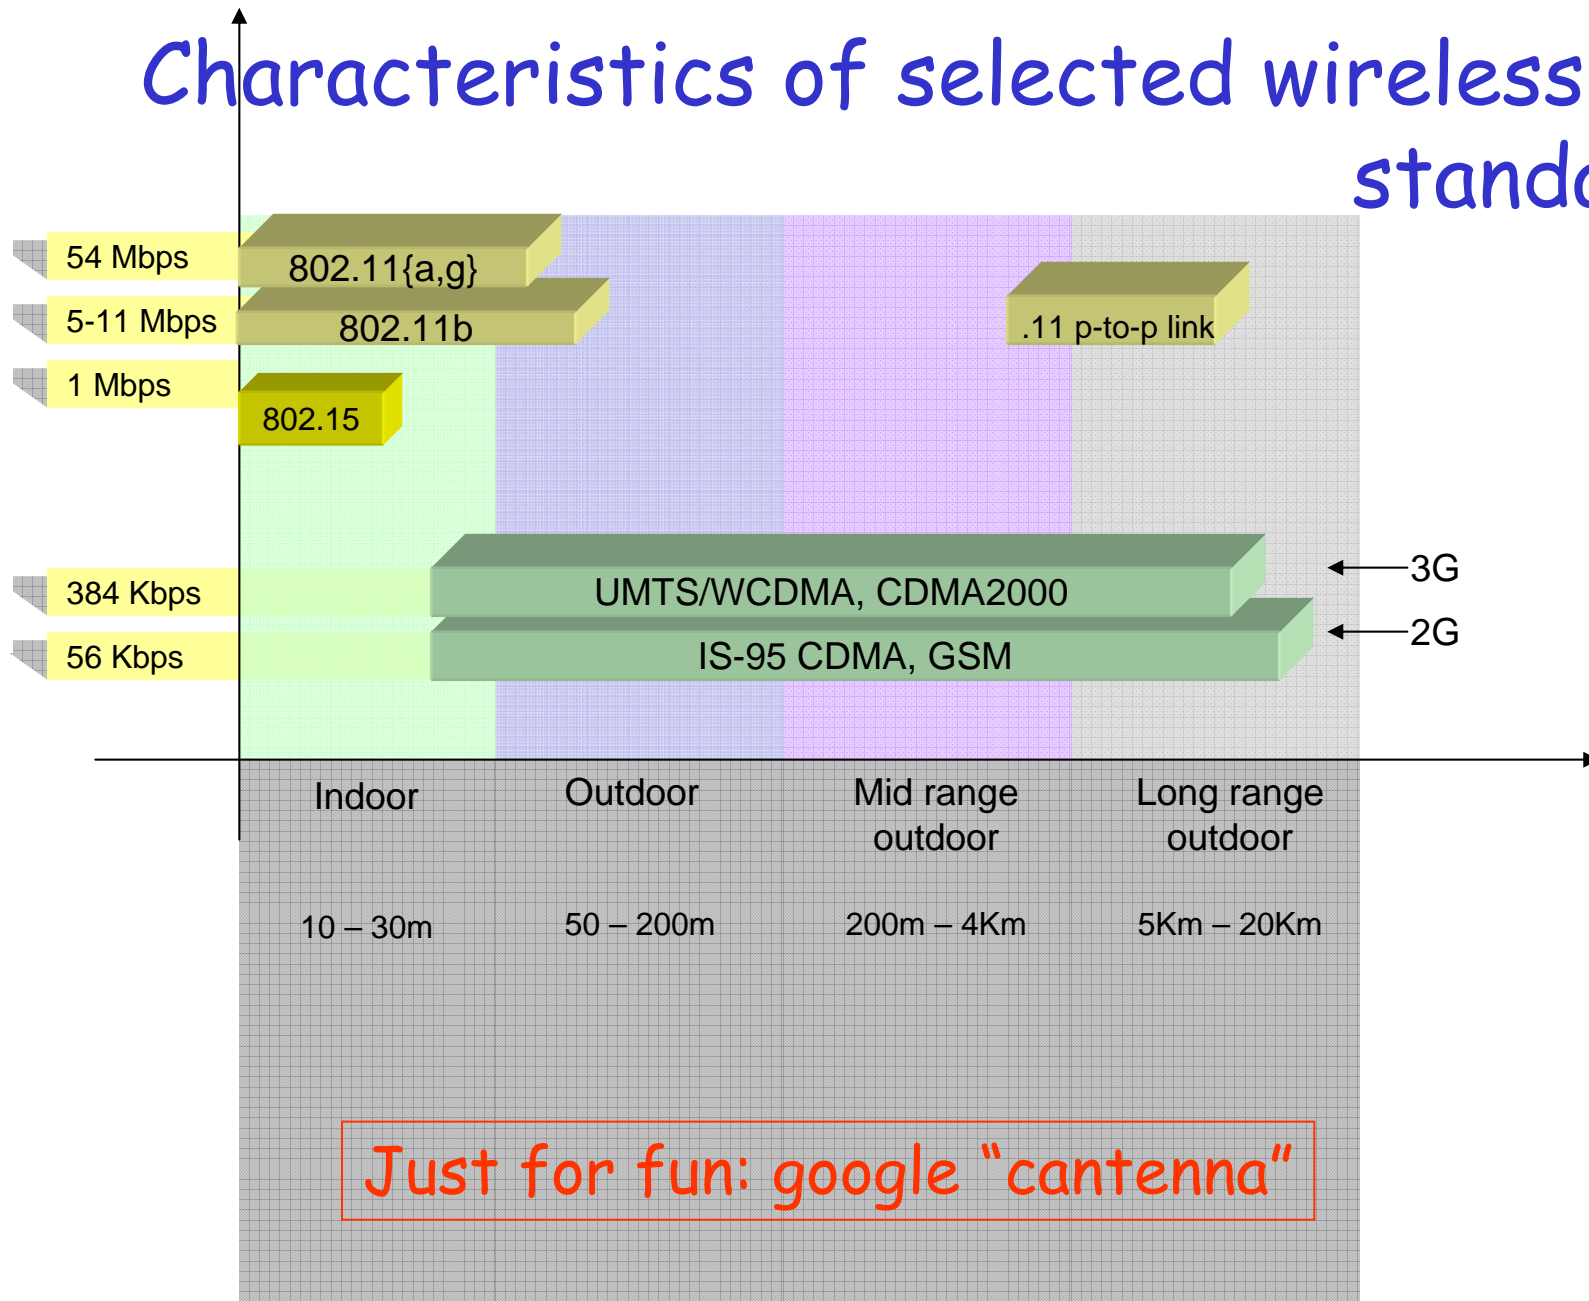 Characteristics of selected wireless
54 Mbps
802.11{a,g}
5-11 Mbps
802.11b
.11 p-to-p link
1 Mbps
802.15
384 Kbps
UMTS/WCDMA, CDMA2000
3G
56 Kbps
IS-95 CDMA, GSM
2G
Indoor
Outdoor
Mid range
outdoor
Long range
outdoor
10 – 30m
50 – 200m
200m – 4Km
5Km – 20Km
Just for fun: google “cantenna”